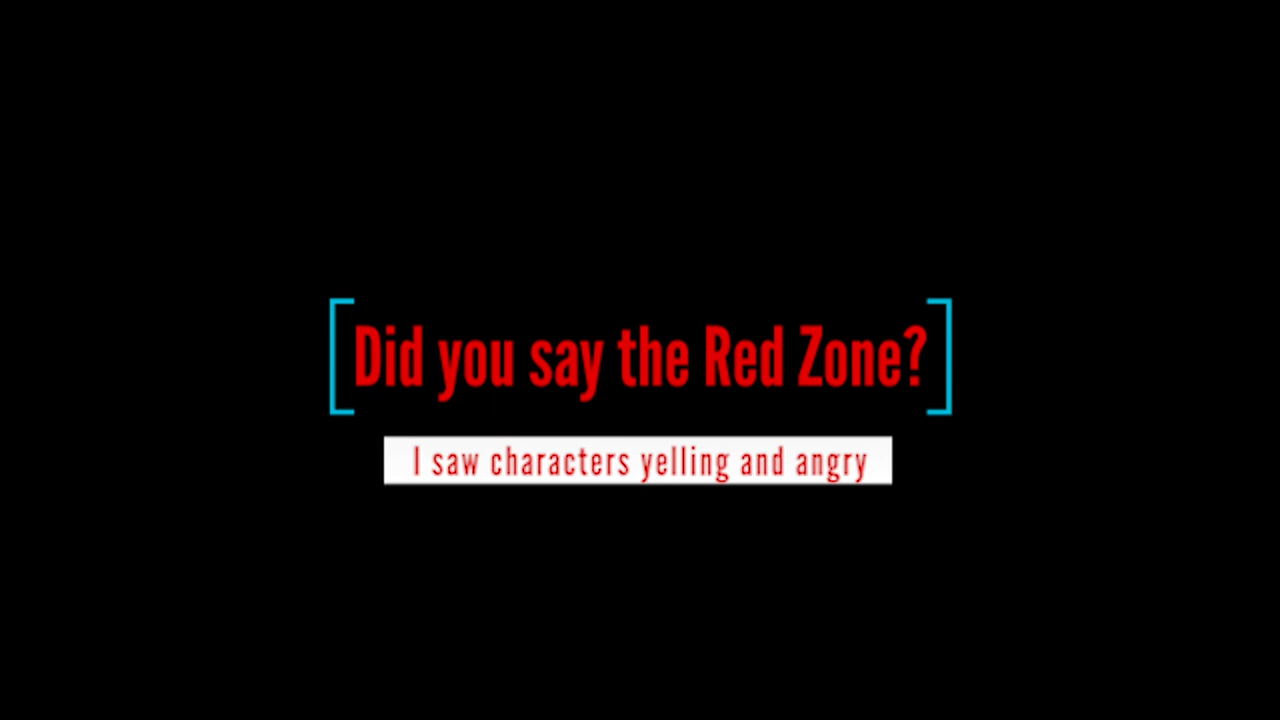 Did you say the Red Zone?
I saw characters yelling and angry